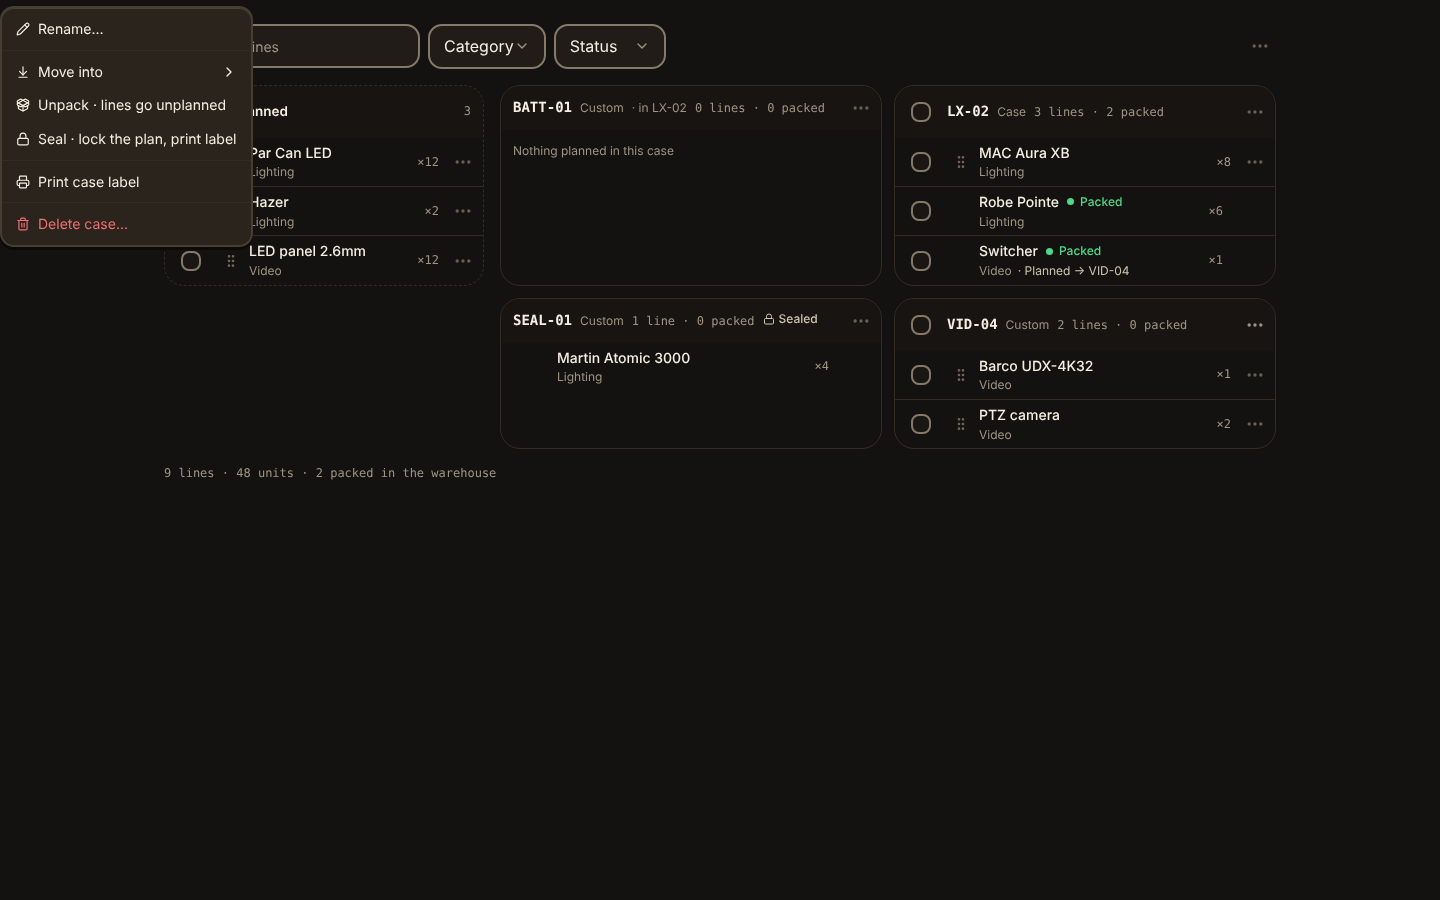 Rename...
Move into
Unpack · lines go unplanned
Seal · lock the plan, print label
Print case label
Delete case...
Category
Status
3
Par Can LED
Lighting
×12
Hazer
Lighting
×2
LED panel 2.6mm
Video
×12
BATT-01 Custom · in LX-02 0 lines · 0 packed
Nothing planned in this case
LX-02 Case 3 lines · 2 packed
MAC Aura XB
Lighting
×8
Robe Pointe Packed
Lighting
×6
Switcher Packed
Video · Planned → VID-04
×1
SEAL-01 Custom 1 line · 0 packed Sealed
Martin Atomic 3000
Lighting
×4
VID-04 Custom 2 lines · 0 packed
Barco UDX-4K32
Video
×1
PTZ camera
Video
×2
9 lines · 48 units · 2 packed in the warehouse